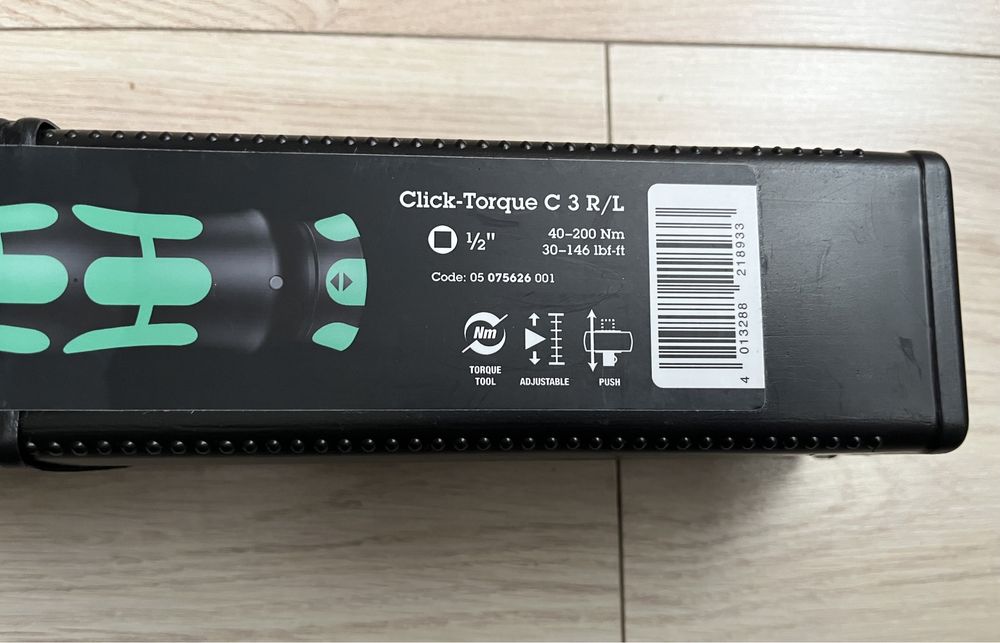 Click-Torque C 3 R/L
1/2"
40–200 Nm
30–146 lbf-ft
Code: 05 075626 001
Nm
TORQUE
TOOL
ADJUSTABLE
PUSH
4 013288 218933